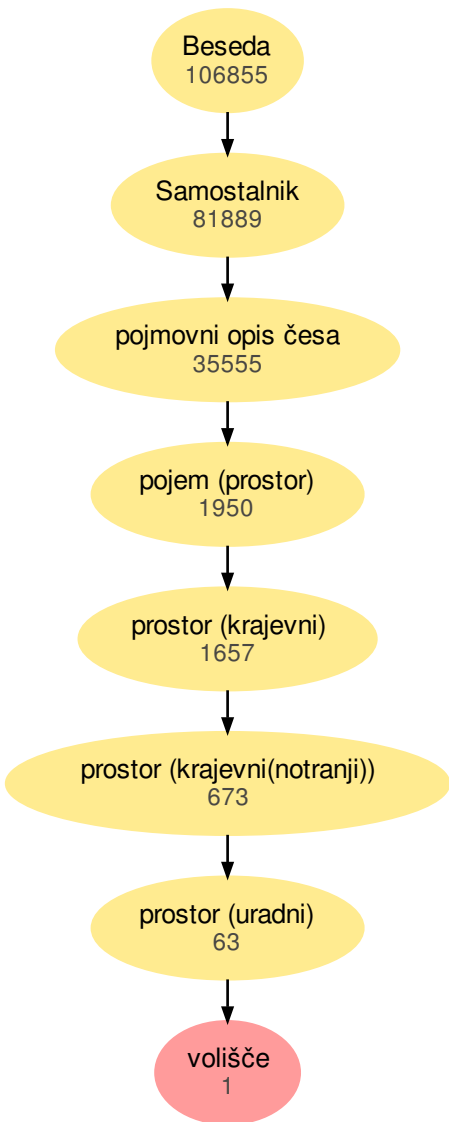 Beseda
106855
Samostalnik
81889
pojmovni opis česa
35555
pojem (prostor)
1950
prostor (krajevni)
1657
prostor (krajevni(notranji))
673
prostor (uradni)
63
volišče
1